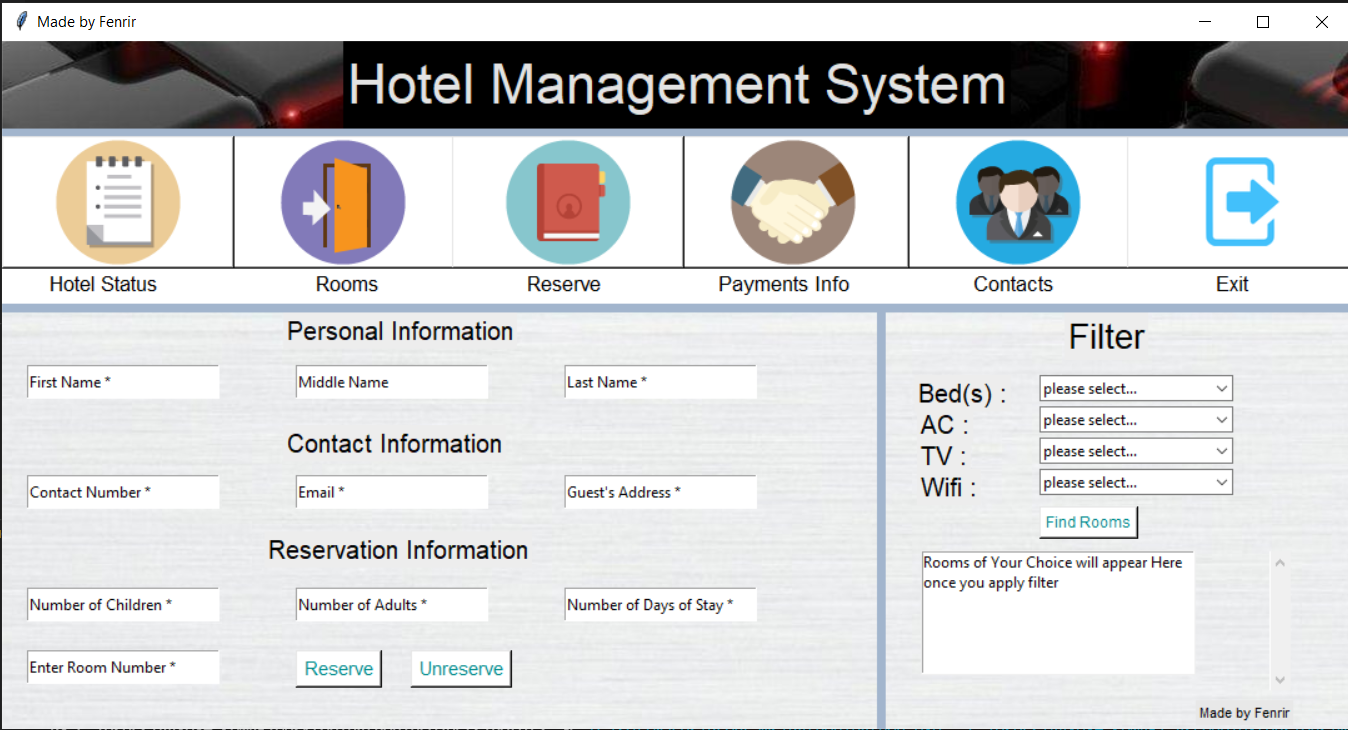 Made by Fenrir
Hotel Management System
Hotel Status
Rooms
Reserve
Payments Info
Contacts
Exit
Personal Information
First Name *
Middle Name
Last Name *
Contact Information
Contact Number *
Email *
Guest's Address *
Reservation Information
Number of Children *
Number of Adults *
Number of Days of Stay *
Enter Room Number *
Reserve
Unreserve
Filter
Bed(s) :
please select...
AC :
please select...
TV :
please select...
Wifi :
please select...
Find Rooms
Rooms of Your Choice will appear Here
once you apply filter
Made by Fenrir